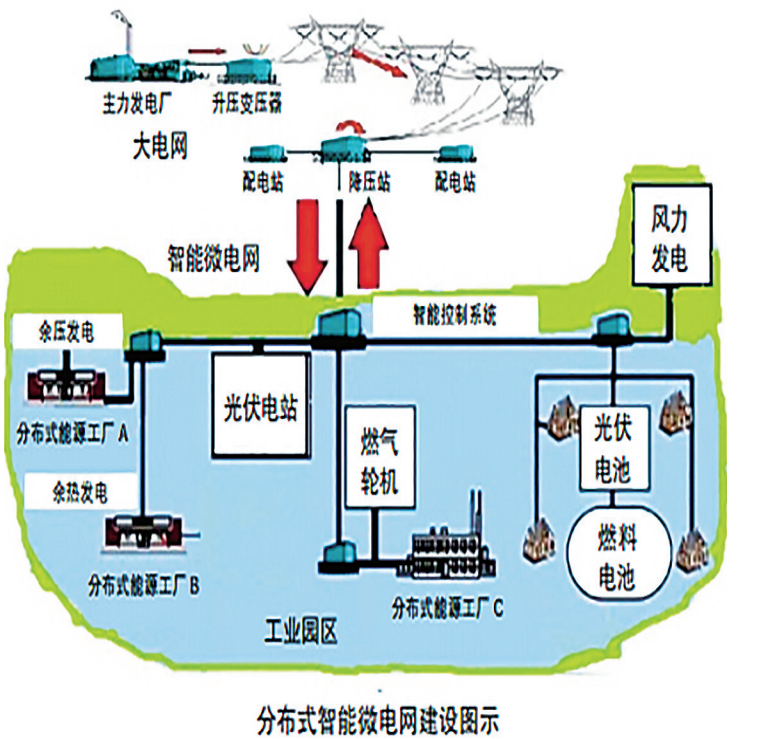 主力发电厂
升压变压器
大电网
配电站
降压站
配电站
智能微电网
风力
发电
智能控制系统
余压发电
分布式能源工厂A
光伏电站
燃气
轮机
光伏
电池
余热发电
分布式能源工厂B
燃料
电池
分布式能源工厂C
工业园区
分布式智能微电网建设图示